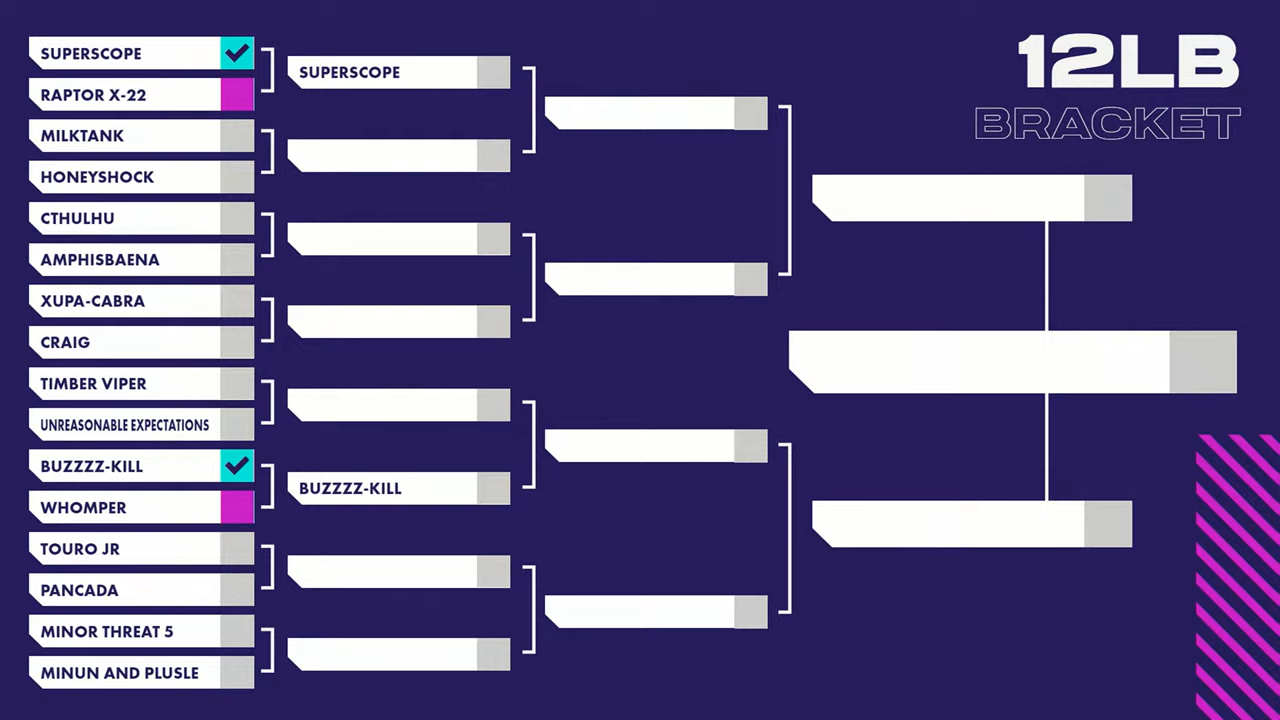 12LB
BRACKET
SUPERSCOPE
RAPTOR X-22
MILKTANK
HONEYSHOCK
CTHULHU
AMPHISBAENA
XUPA-CABRA
CRAIG
TIMBER VIPER
UNREASONABLE EXPECTATIONS
BUZZZZ-KILL
WHOMPER
TOURO JR
PANCADA
MINOR THREAT 5
MINUN AND PLUSLE
SUPERSCOPE
BUZZZZ-KILL